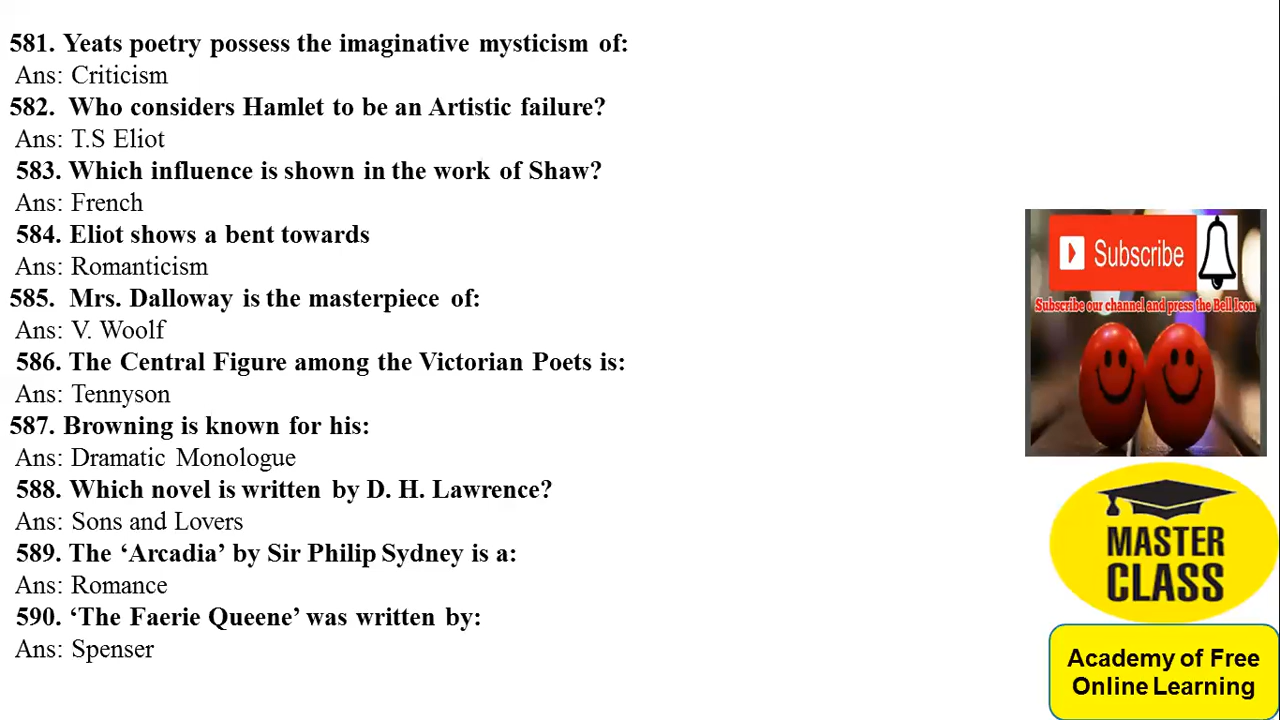 581. Yeats poetry possess the imaginative mysticism of:
Ans: Criticism
582. Who considers Hamlet to be an Artistic failure?
Ans: T.S Eliot
583. Which influence is shown in the work of Shaw?
Ans: French
584. Eliot shows a bent towards
Ans: Romanticism
585. Mrs. Dalloway is the masterpiece of:
Ans: V. Woolf
586. The Central Figure among the Victorian Poets is:
Ans: Tennyson
587. Browning is known for his:
Ans: Dramatic Monologue
588. Which novel is written by D. H. Lawrence?
Ans: Sons and Lovers
589. The ‘Arcadia’ by Sir Philip Sydney is a:
Ans: Romance
590. ‘The Faerie Queene’ was written by:
Ans: Spenser
Subscribe
Subscribe our channel and press the Bell Icon
MASTER
CLASS
Academy of Free
Online Learning